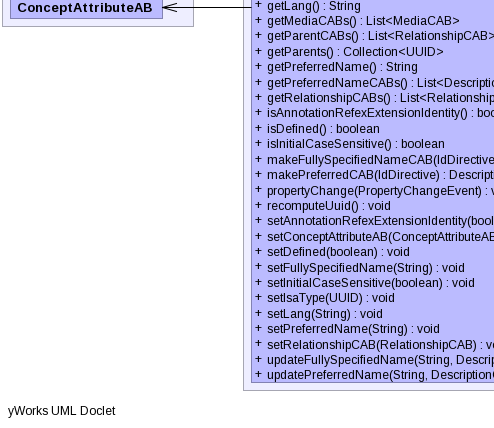 ConceptAttributeAB
+ getLang() : String
+ getMediaCABs() : List<MediaCAB>
+ getParentCABs() : List<RelationshipCAB>
+ getParents() : Collection<UUID>
+ getPreferredName() : String
+ getPreferredNameCABs() : List<Descripti
+ getRelationshipCABs() : List<Relationship
+ isAnnotationRefexExtensionIdentity() : boo
+ isDefined() : boolean
+ isInitialCaseSensitive() : boolean
+ makeFullySpecifiedNameCAB(IdDirective
+ makePreferredCAB(IdDirective) : Descript
+ propertyChange(PropertyChangeEvent) : v
+ recomputeUuid() : void
+ setAnnotationRefexExtensionIdentity(bool
+ setConceptAttributeAB(ConceptAttributeAB
+ setDefined(boolean) : void
+ setFullySpecifiedName(String) : void
+ setInitialCaseSensitive(boolean) : void
+ setIsaType(UUID) : void
+ setLang(String) : void
+ setPreferredName(String) : void
+ setRelationshipCAB(RelationshipCAB) : vo
+ updateFullySpecifiedName(String, Descrip
+ updatePreferredName(String, Description
yWorks UML Doclet